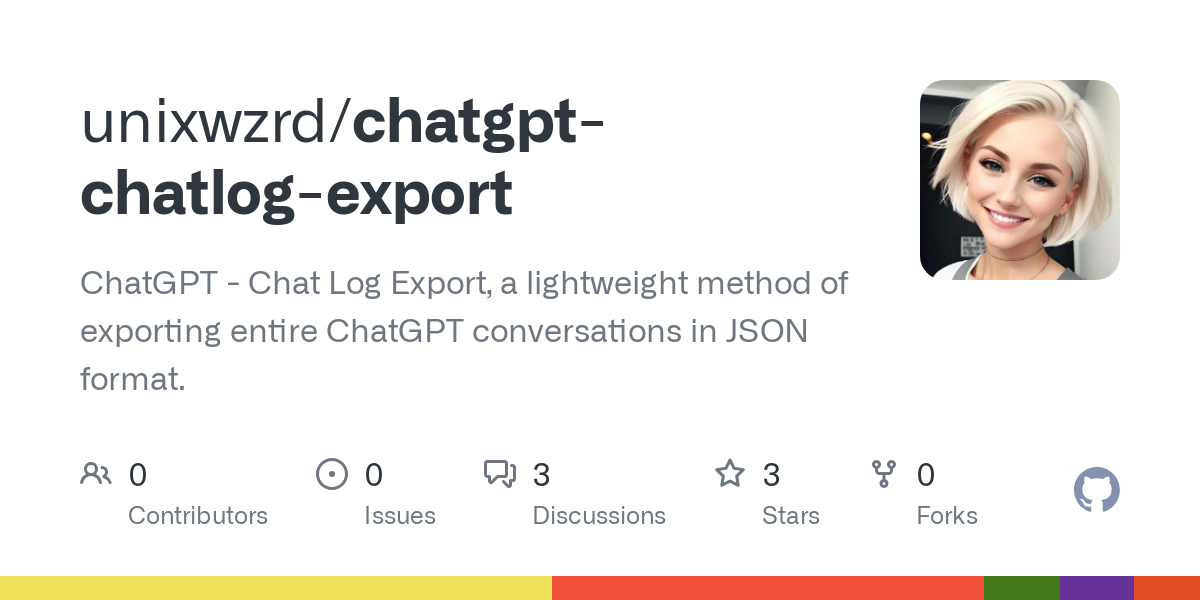 unixwzrd/chatgpt-
chatlog-export
ChatGPT - Chat Log Export, a lightweight method of
exporting entire ChatGPT conversations in JSON
format.
0
Contributors
0
Issues
3
Discussions
3
Stars
0
Forks